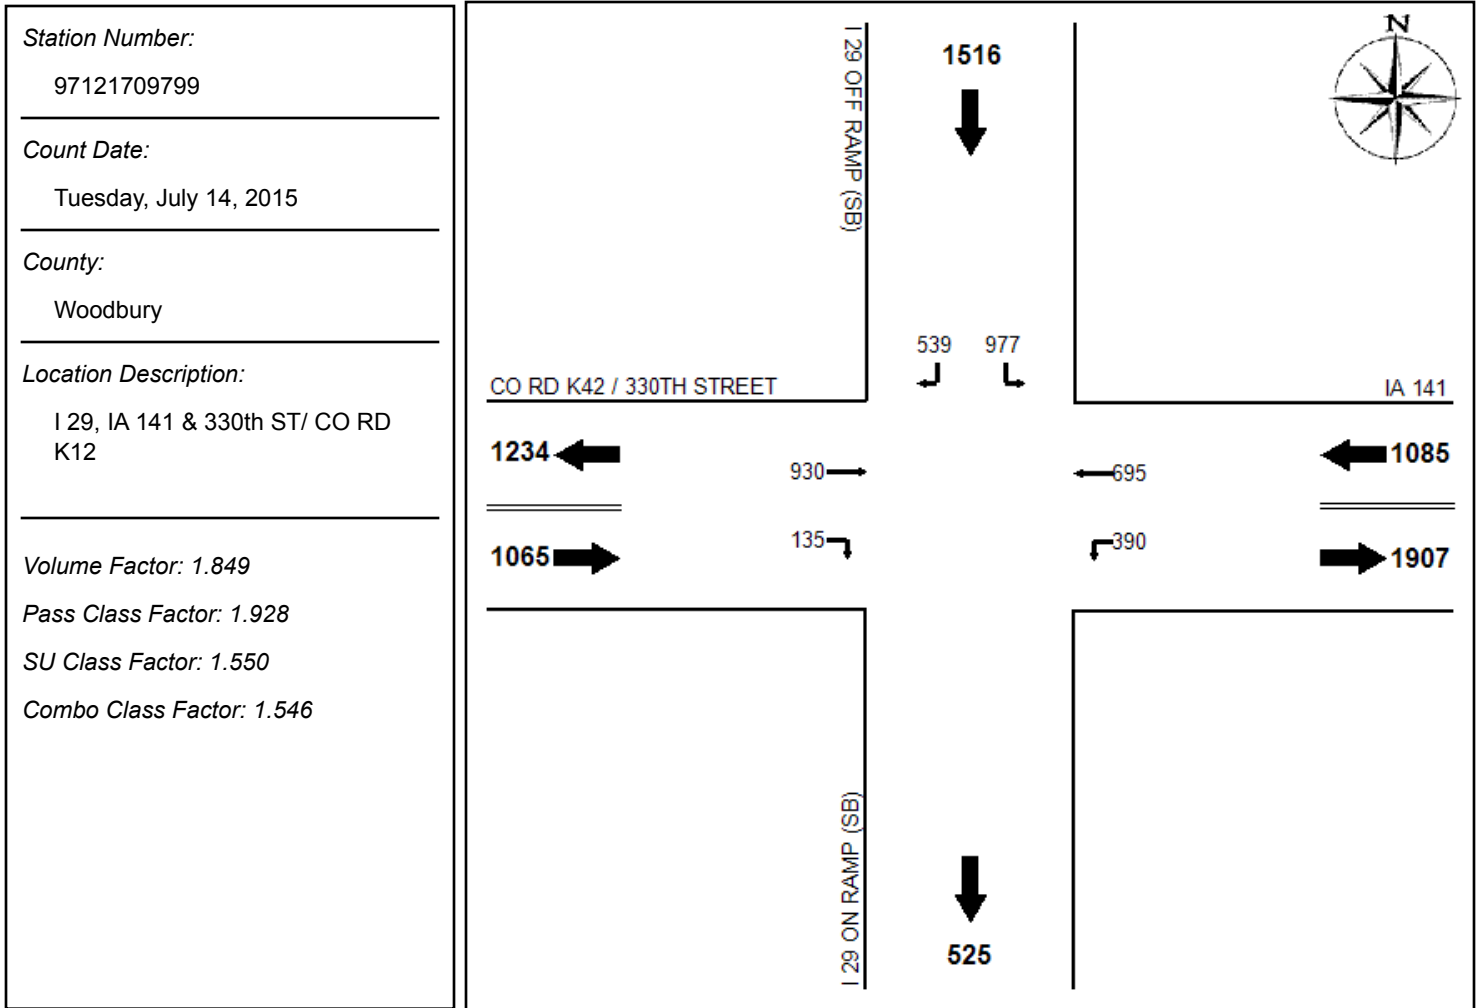 Station Number:
97121709799
Count Date:
Tuesday, July 14, 2015
County:
Woodbury
Location Description:
I 29, IA 141 & 330th ST/ CO RD
K12
Volume Factor: 1.849
Pass Class Factor: 1.928
SU Class Factor: 1.550
Combo Class Factor: 1.546
N
I 29 OFF RAMP (SB)
1516
539 977
CO RD K42 / 330TH STREET
IA 141
1234
1085
930
695
135
390
1065
1907
I 29 ON RAMP (SB)
525